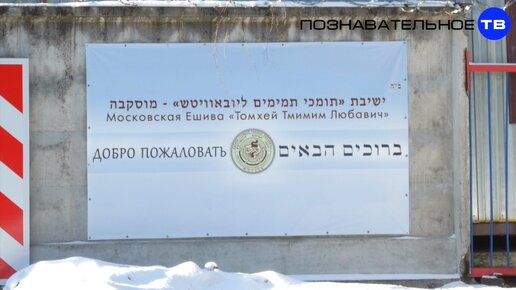 ПОЗНАВАТЕЛЬНОЕ ТВ
ב"ה
ישיבת «תומכי תמימים ליובאוויטש» - מוסקבה
Московская Ешива «Томхей Тмимим Любавич»
ДОБРО ПОЖАЛОВАТЬ ברוכים הבאים